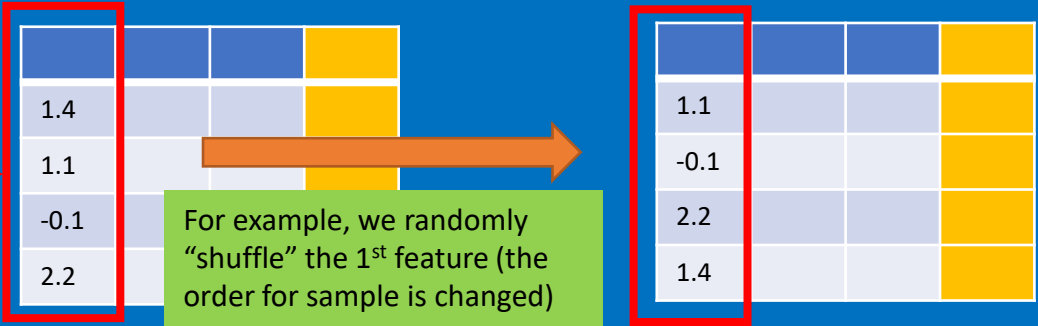 1.4
1.1
-0.1
2.2
For example, we randomly
“shuffle” the 1st feature (the
order for sample is changed)
1.1
-0.1
2.2
1.4